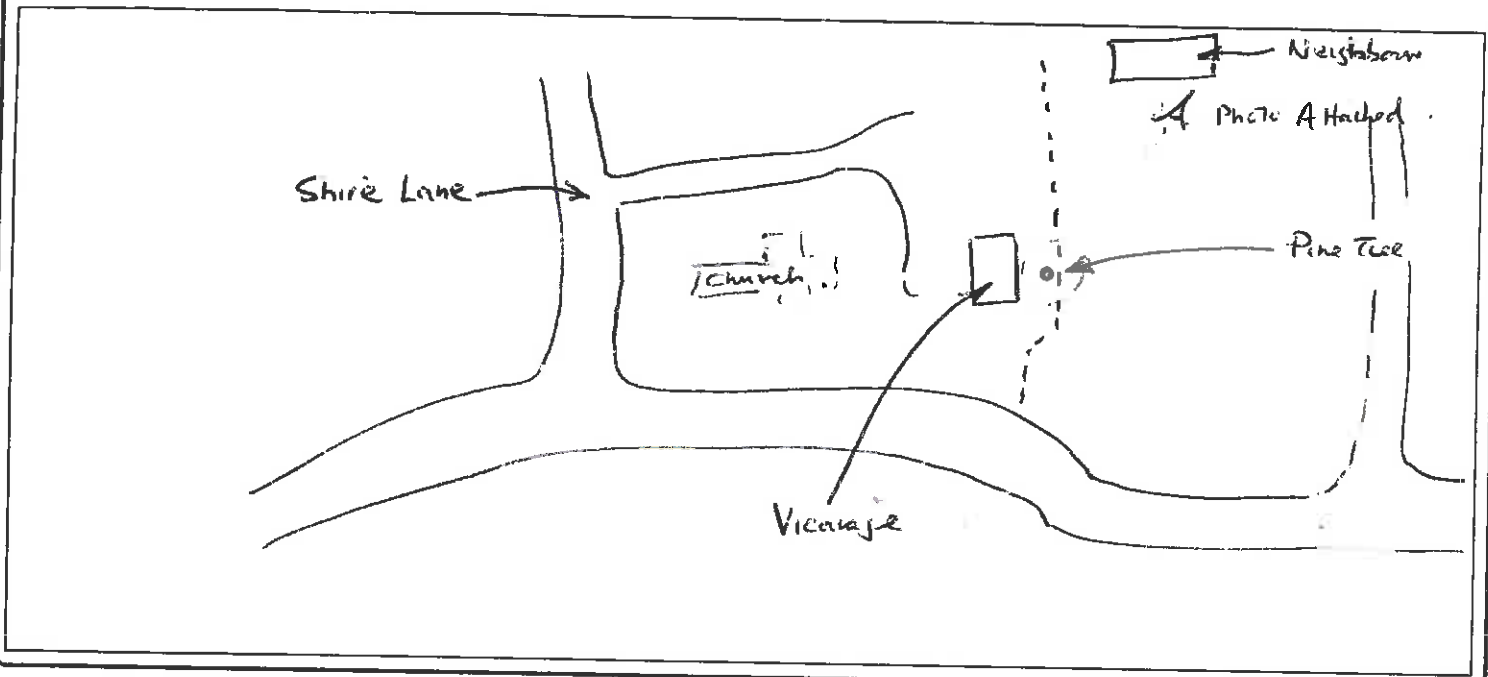 Neighbour
Photo Attached.
Shire Lane
Pine Tree
Church
Vicarage